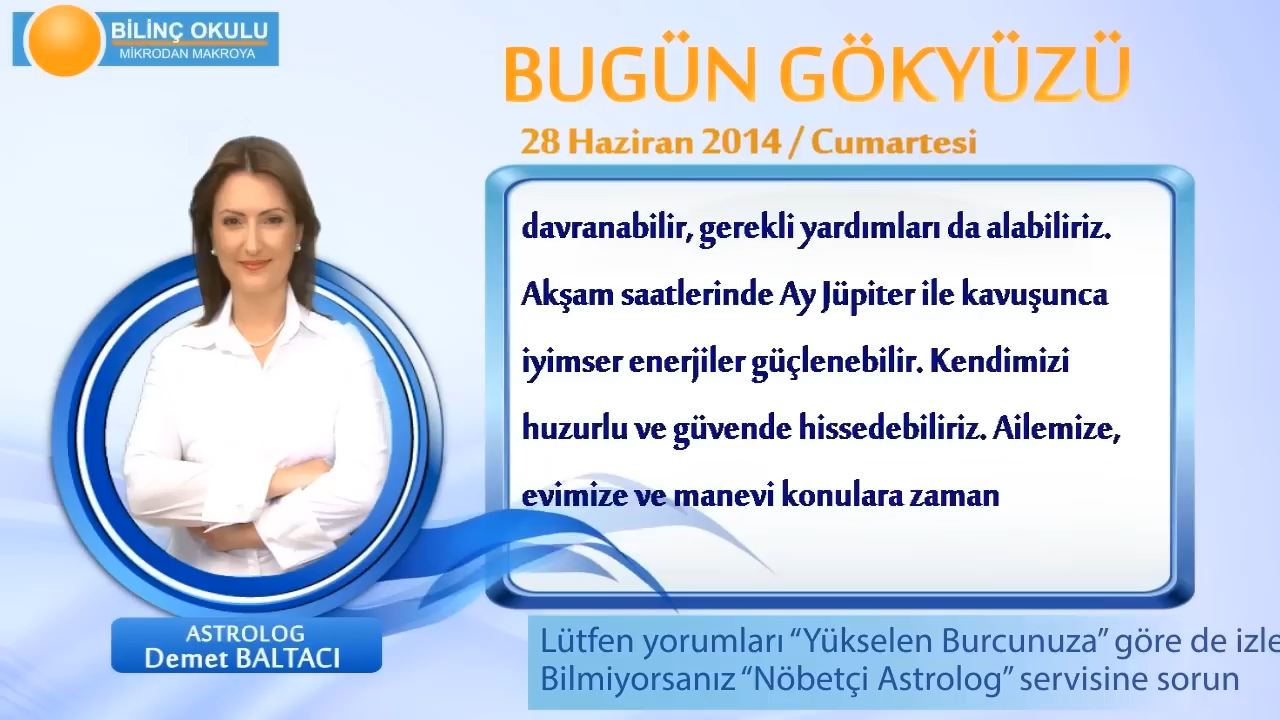 BİLİNÇ OKULU
MİKRODAN MAKROYA
BUGÜN GÖKYÜZÜ
28 Haziran 2014 / Cumartesi
davranabilir, gerekli yardımları da alabiliriz.
Akşam saatlerinde Ay Jüpiter ile kavuşunca
iyimser enerjiler güçlenebilir. Kendimizi
huzurlu ve güvende hissedebiliriz. Ailemize,
evimize ve manevi konulara zaman
ASTROLOG
Demet BALTACI
Lütfen yorumları “Yükselen Burcunuza” göre de izle
Bilmiyorsanız “Nöbetçi Astrolog” servisine sorun